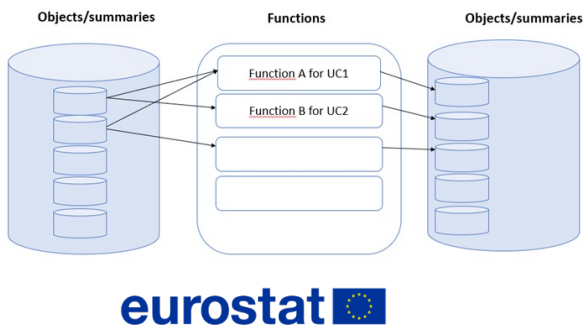 Objects/summaries
Functions
Objects/summaries
Function A for UC1
Function B for UC2
eurostat